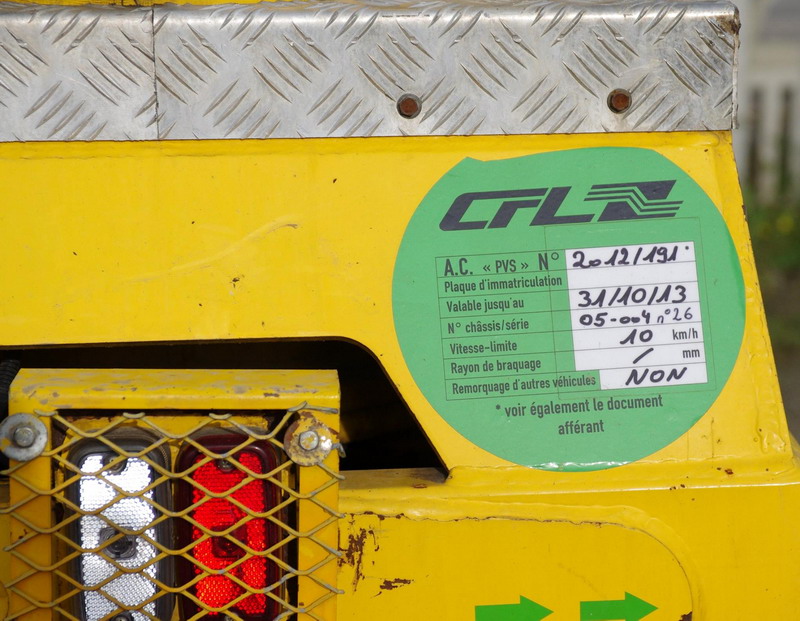 CFL
A.C. « PVS » N° 2012/191*
Plaque d'immatriculation
Valable jusqu'au 31/10/13
N° châssis/série 05-004 n°26
Vitesse-limite 10 km/h
Rayon de braquage / mm
Remorquage d'autres véhicules NON
* voir également le document
afférant